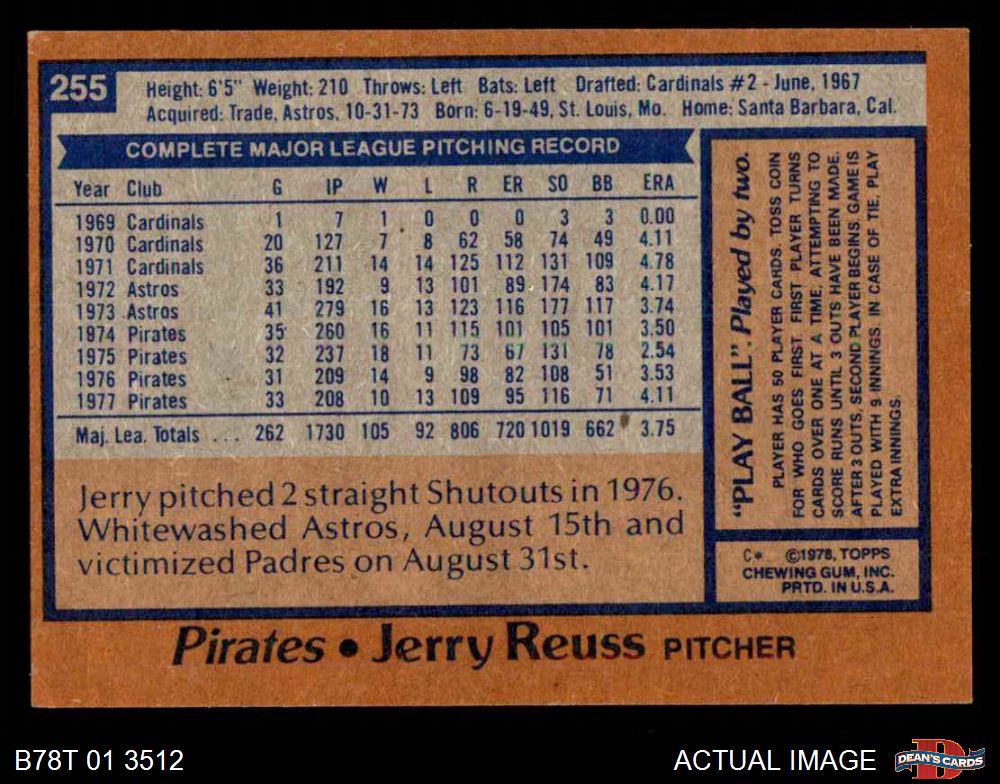 255
Height: 6'5" Weight: 210 Throws: Left Bats: Left Drafted: Cardinals #2 - June, 1967
Acquired: Trade, Astros, 10-31-73 Born: 6-19-49, St. Louis, Mo. Home: Santa Barbara, Cal.
COMPLETE MAJOR LEAGUE PITCHING RECORD
Year Club G IP W L R ER SO BB ERA
1969 Cardinals 1 7 1 0 0 0 3 3 0.00
1970 Cardinals 20 127 7 8 62 58 74 49 4.11
1971 Cardinals 36 211 14 14 125 112 131 109 4.78
1972 Astros 33 192 9 13 101 89 174 83 4.17
1973 Astros 41 279 16 13 123 116 177 117 3.74
1974 Pirates 35 260 16 11 115 101 105 101 3.50
1975 Pirates 32 237 18 11 73 67 131 78 2.54
1976 Pirates 31 209 14 9 98 82 108 51 3.53
1977 Pirates 33 208 10 13 109 95 116 71 4.11
Maj. Lea. Totals ... 262 1730 105 92 806 720 1019 662 3.75
Jerry pitched 2 straight Shutouts in 1976.
Whitewashed Astros, August 15th and
victimized Padres on August 31st.
"PLAY BALL". Played by two.
PLAYER HAS 50 PLAYER CARDS. TOSS COIN
FOR WHO GOES FIRST. FIRST PLAYER TURNS
CARDS OVER ONE AT A TIME, ATTEMPTING TO
SCORE RUNS UNTIL 3 OUTS HAVE BEEN MADE.
AFTER 3 OUTS, SECOND PLAYER BEGINS. GAME IS
PLAYED WITH 9 INNINGS. IN CASE OF TIE, PLAY
EXTRA INNINGS.
C* ©1978, TOPPS
CHEWING GUM, INC.
PRTD. IN U.S.A.
Pirates • Jerry Reuss PITCHER
B78T 01 3512
ACTUAL IMAGE
D
DEAN'S CARDS